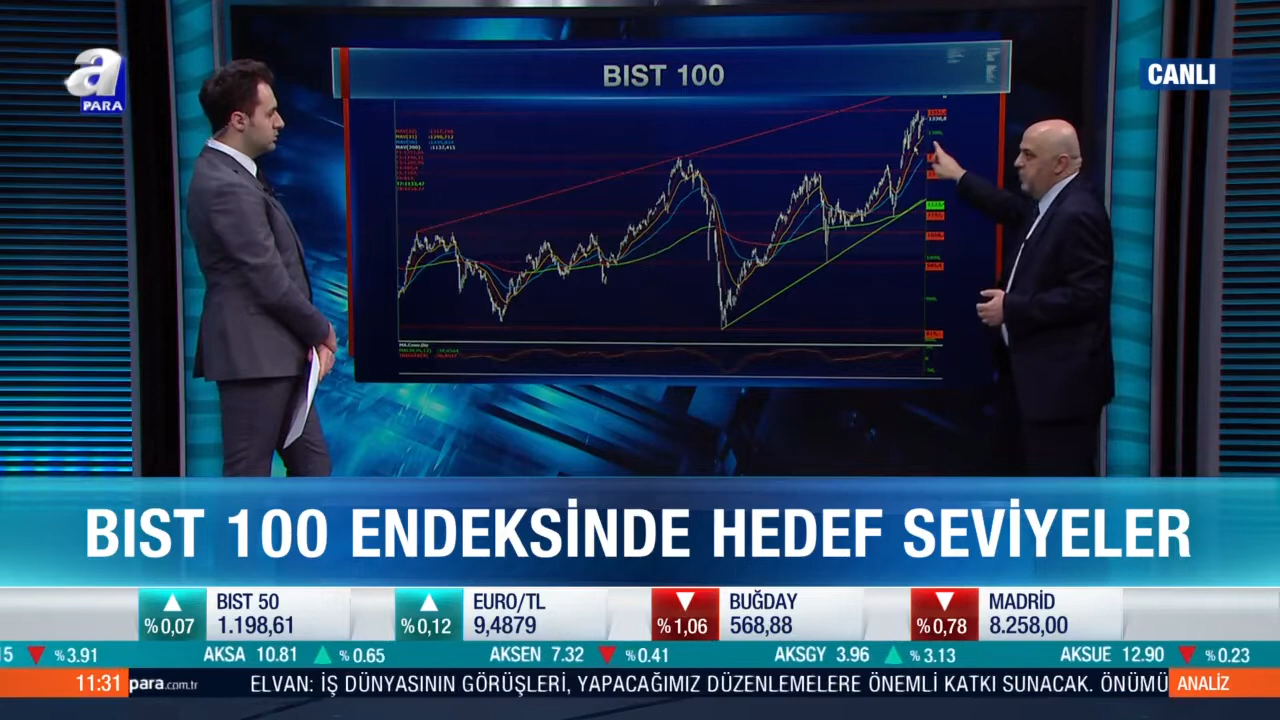 a
PARA
BIST 100
CANLI
BIST 100 ENDEKSİNDE HEDEF SEVİYELER
BIST 50
% 0,07 1.198,61
EURO/TL
% 0,12 9,4879
BUĞDAY
% 1,06 568,88
MADRİD
% 0,78 8.258,00
% 3.91 AKSA 10.81 % 0.65 AKSEN 7.32 % 0.41 AKSGY 3.96 % 3.13 AKSUE 12.90 % 0.23
11:31 para.com.tr ELVAN: İŞ DÜNYASININ GÖRÜŞLERİ, YAPACAĞIMIZ DÜZENLEMELERE ÖNEMLİ KATKI SUNACAK. ÖNÜMÜ ANALİZ